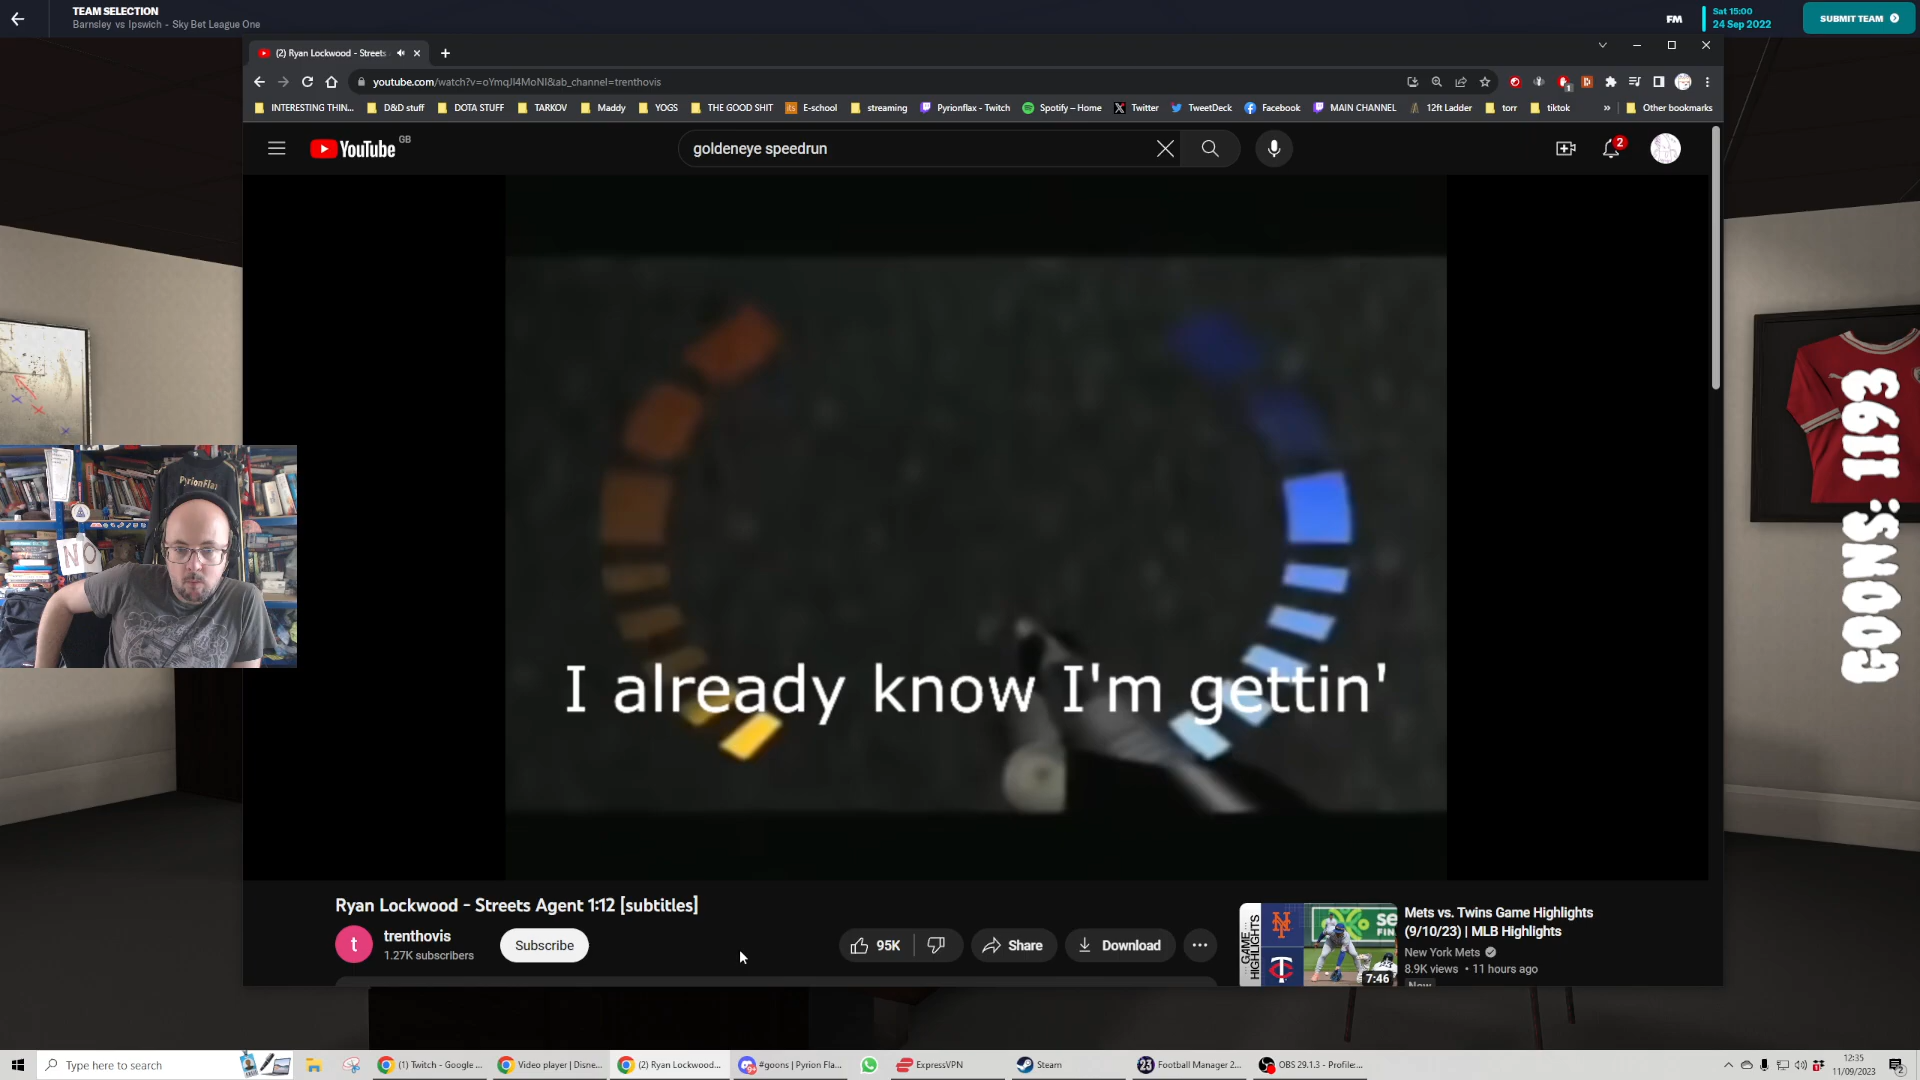 TEAM SELECTION
Barnsley vs Ipswich - Sky Bet League One
FM
Sat 15:00
24 Sep 2022
SUBMIT TEAM
(2) Ryan Lockwood - Streets
youtube.com/watch?v=oYmqJI4MoNI&ab_channel=trenthovis
INTERESTING THIN...
D&D stuff
DOTA STUFF
TARKOV
Maddy
YOGS
THE GOOD SHIT
E-school
streaming
Pyrionflax - Twitch
Spotify – Home
Twitter
TweetDeck
Facebook
MAIN CHANNEL
12ft Ladder
torr
tiktok
»
Other bookmarks
YouTube GB
goldeneye speedrun
2
I already know I'm gettin'
PyrionFlax
NO
GOONS: 1193
Ryan Lockwood - Streets Agent 1:12 [subtitles]
t
trenthovis
1.27K subscribers
Subscribe
95K
Share
Download
GAME HIGHLIGHTS
7:46
Mets vs. Twins Game Highlights
(9/10/23) | MLB Highlights
New York Mets
8.9K views • 11 hours ago
New
Type here to search
(1) Twitch - Google ...
Video player | Disne...
(2) Ryan Lockwood...
#goons | Pyrion Fla...
ExpressVPN
Steam
Football Manager 2...
OBS 29.1.3 - Profile:...
12:35
11/09/2023